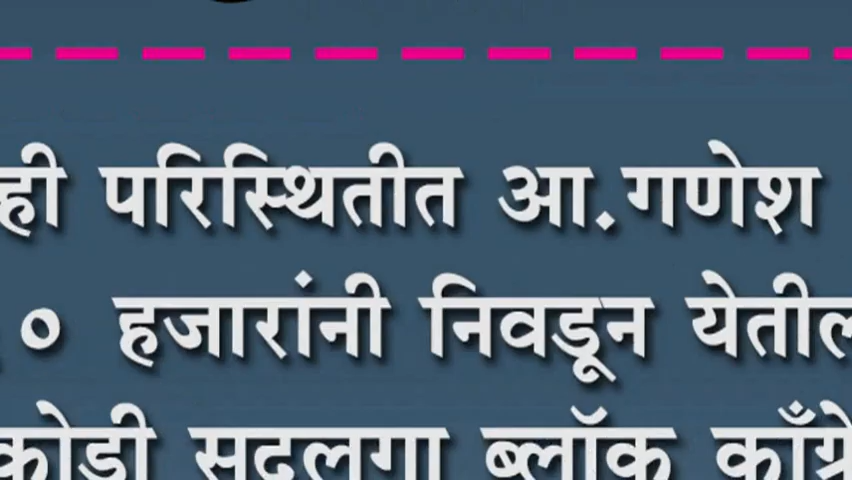 ही परिस्थितीत आ.गणेश
० हजारांनी निवडून येतील
कोडी सदलगा ब्लॉक काँग्रे